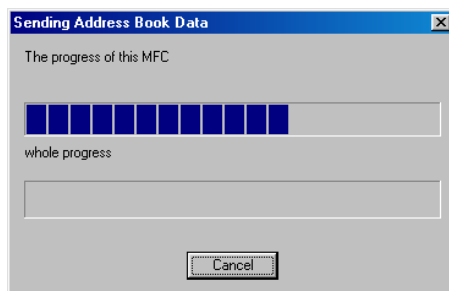 Sending Address Book Data
The progress of this MFC
whole progress
Cancel